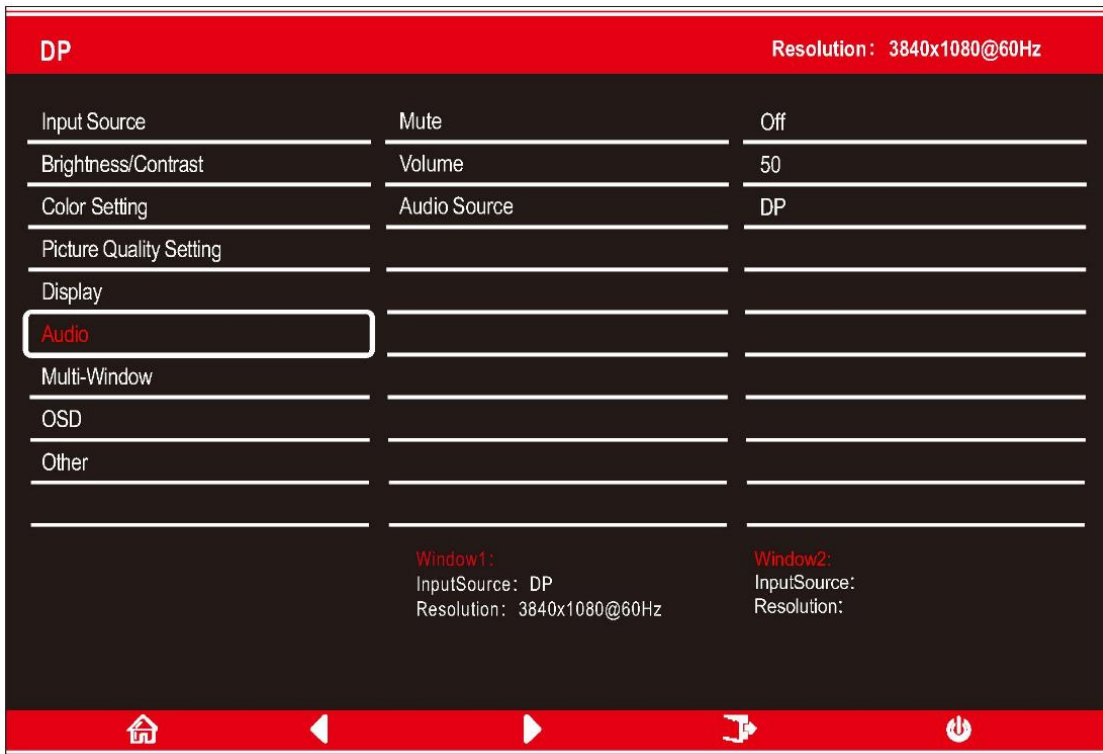 DP Resolution: 3840x1080@60Hz
Input Source Mute Off
Brightness/Contrast Volume 50
Color Setting Audio Source DP
Picture Quality Setting
Display
Audio
Multi-Window
OSD
Other
Window1: Window2:
InputSource: DP InputSource:
Resolution: 3840x1080@60Hz Resolution: